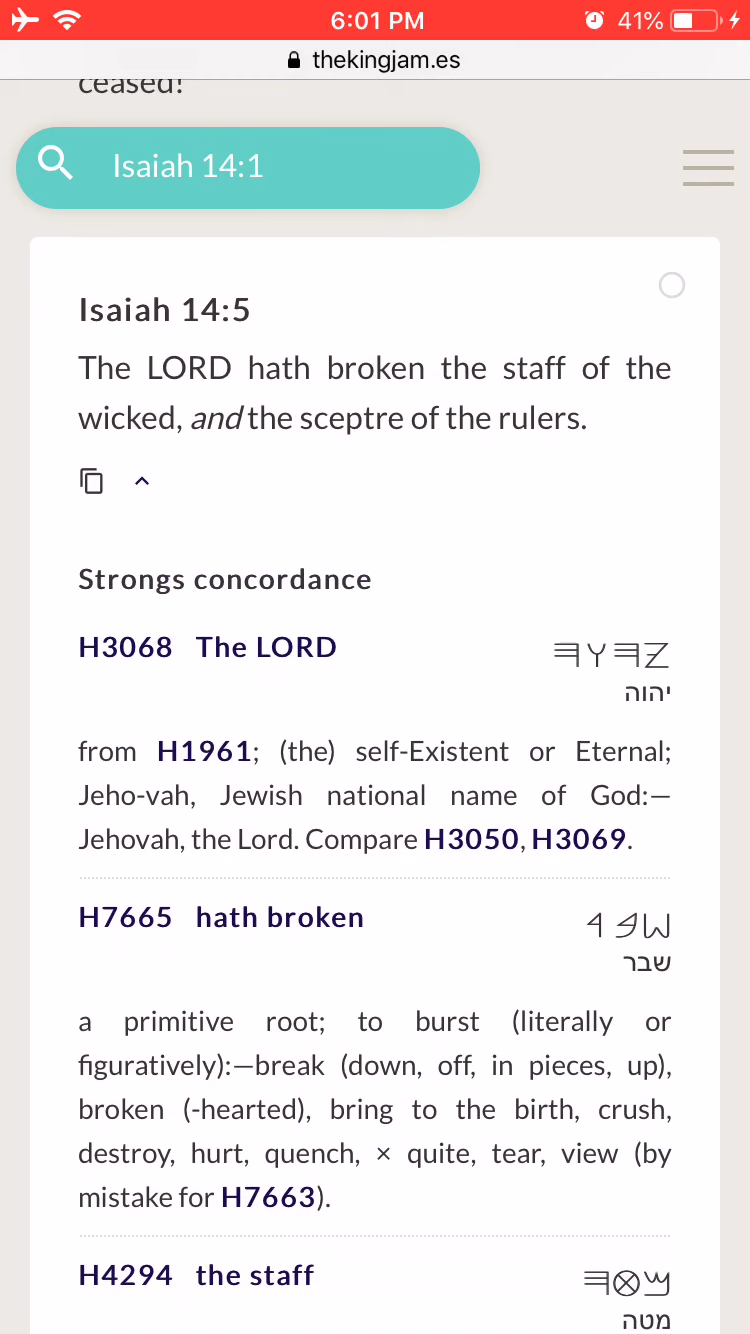 6:01 PM
41%
thekingjam.es
ceased!
Isaiah 14:1
Isaiah 14:5
The LORD hath broken the staff of the
wicked, and the sceptre of the rulers.
Strongs concordance
H3068 The LORD
𐤉𐤄𐤅𐤄
יהוה
from H1961; (the) self-Existent or Eternal;
Jeho-vah, Jewish national name of God:—
Jehovah, the Lord. Compare H3050, H3069.
H7665 hath broken
𐤔𐤁𐤓
שבר
a primitive root; to burst (literally or
figuratively):—break (down, off, in pieces, up),
broken (-hearted), bring to the birth, crush,
destroy, hurt, quench, × quite, tear, view (by
mistake for H7663).
H4294 the staff
𐤌𐤈𐤄
מטה